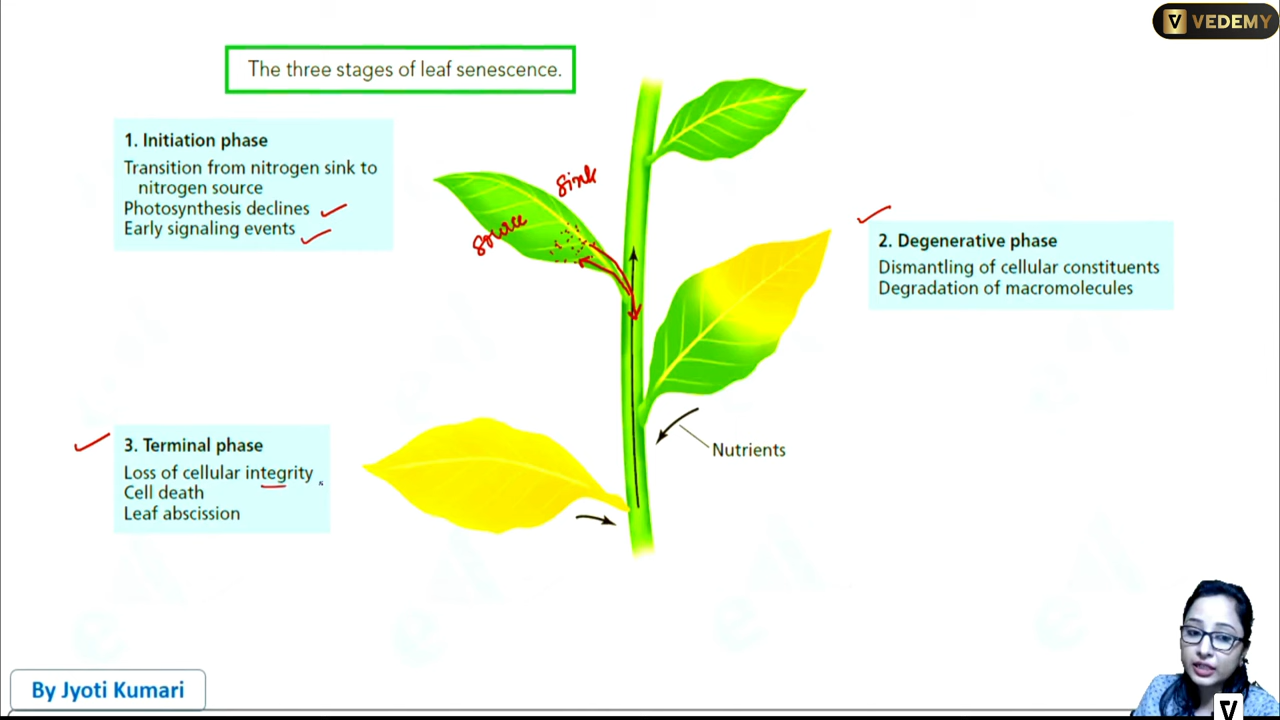 VEDEMY
The three stages of leaf senescence.
1. Initiation phase
Transition from nitrogen sink to
nitrogen source
Photosynthesis declines
Early signaling events
sink
source
2. Degenerative phase
Dismantling of cellular constituents
Degradation of macromolecules
3. Terminal phase
Loss of cellular integrity
Cell death
Leaf abscission
Nutrients
By Jyoti Kumari